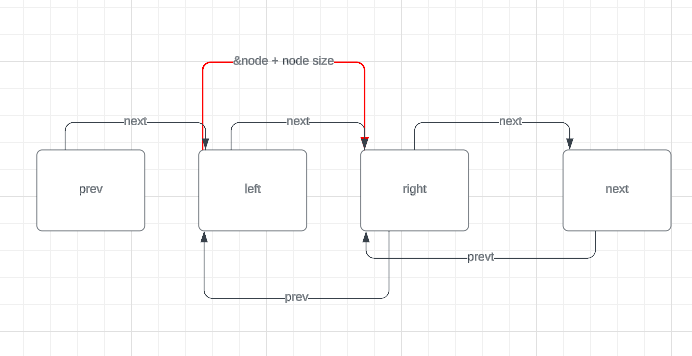 &node + node size
next
next
next
prev
left
right
next
prevt
prev